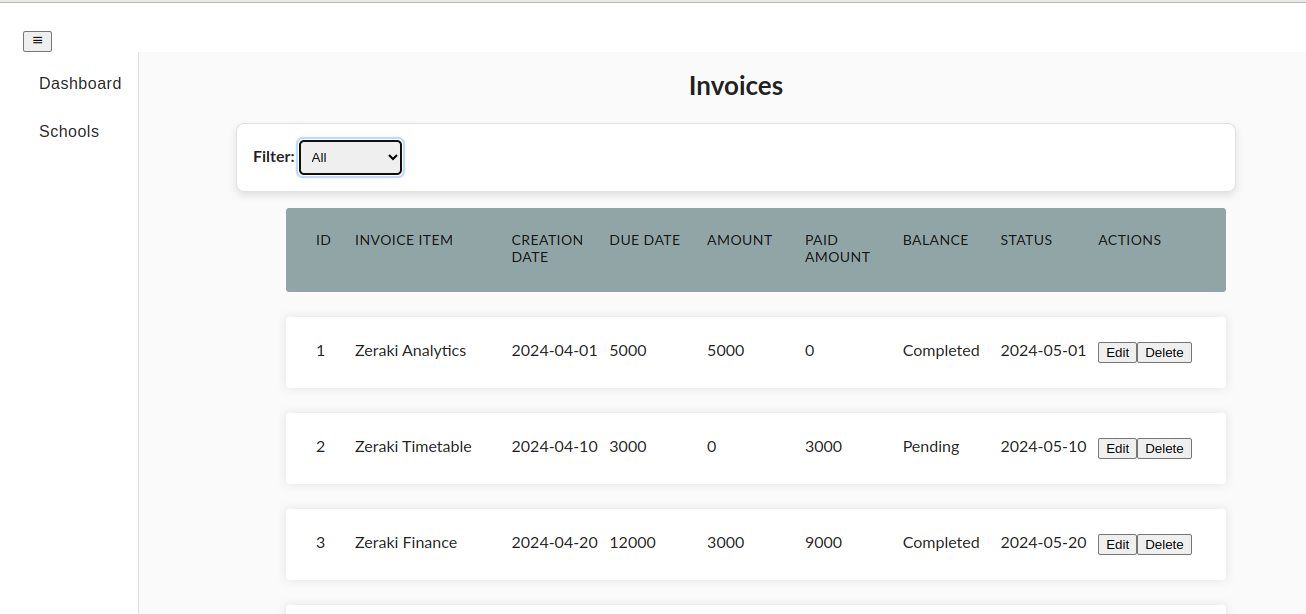 ≡
Dashboard
Schools
Invoices
Filter: All
ID INVOICE ITEM CREATION DATE DUE DATE AMOUNT PAID AMOUNT BALANCE STATUS ACTIONS
1 Zeraki Analytics 2024-04-01 5000 5000 0 Completed 2024-05-01 Edit Delete
2 Zeraki Timetable 2024-04-10 3000 0 3000 Pending 2024-05-10 Edit Delete
3 Zeraki Finance 2024-04-20 12000 3000 9000 Completed 2024-05-20 Edit Delete